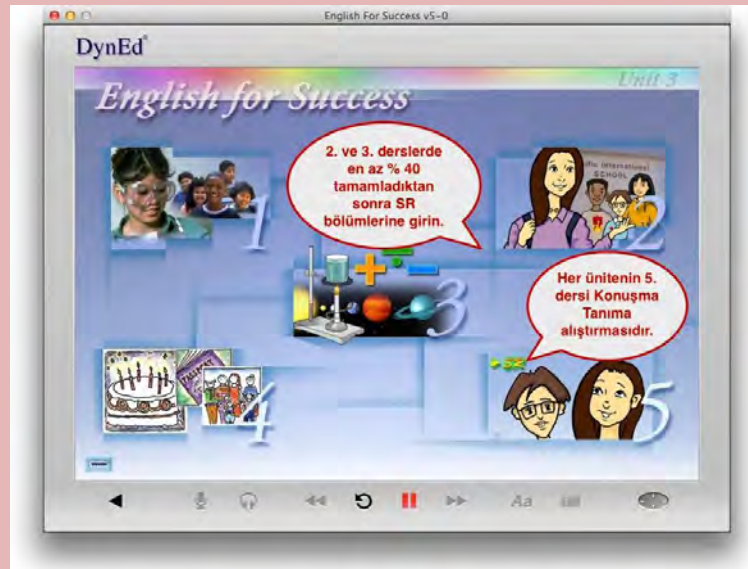 English For Success v5-0
DynEd®
Unit 3
English for Success
1
2. ve 3. derslerde
en az % 40
tamamladıktan
sonra SR
bölümlerine girin.
SCHOOL
2
3
Her ünitenin 5.
dersi Konuşma
Tanıma
alıştırmasıdır.
4
5
Aa